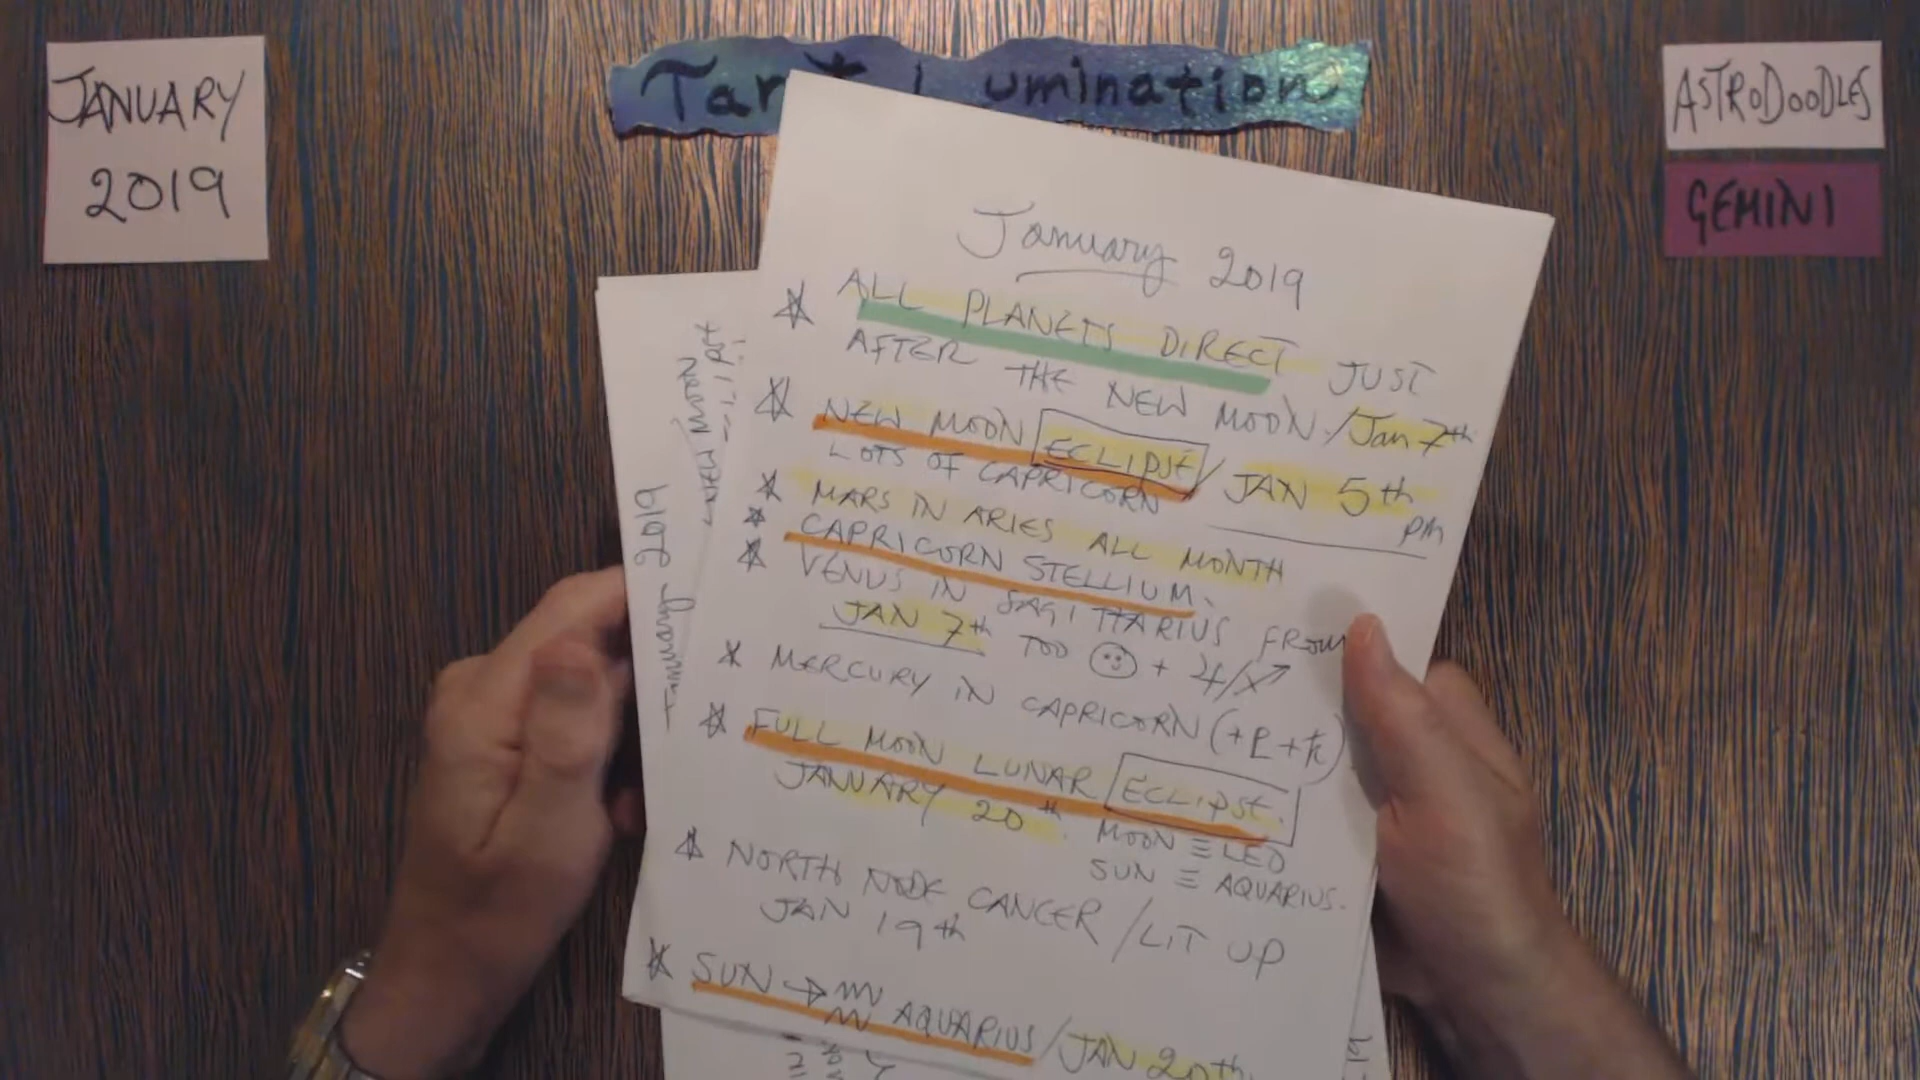 JANUARY
2019
Tar t l umination
ASTRODOODLES
GEMINI
January 2019
ALL PLANETS DIRECT JUST
AFTER THE NEW MOON./Jan 7th
NEW MOON ECLIPSE/JAN 5th
LOTS OF CAPRICORN
pm
MARS IN ARIES ALL MONTH
CAPRICORN STELLIUM.
VENUS IN SAGITTARIUS FROM
JAN 7th TOO ☺ + ♃/♐
MERCURY IN CAPRICORN (+♇+♄)
FULL MOON LUNAR ECLIPSE.
JANUARY 20th. MOON ≡ LEO
SUN ≡ AQUARIUS.
NORTH NODE CANCER/LIT UP
JAN 19th
SUN → ♒ AQUARIUS/JAN 20th.
January 2019